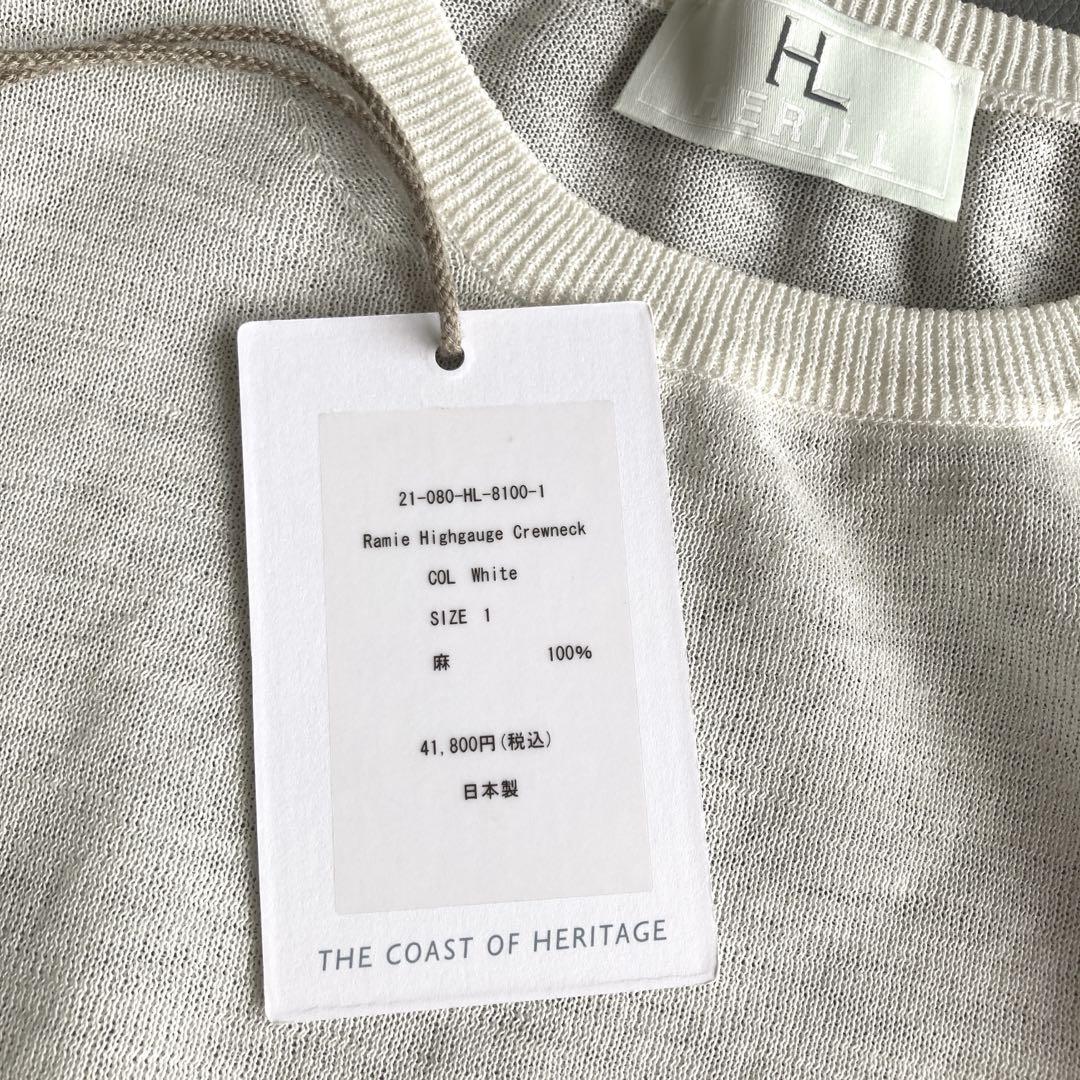 HL
HERILL
21-080-HL-8100-1
Ramie Highgauge Crewneck
COL White
SIZE 1
麻 100%
41,800円(税込)
日本製
THE COAST OF HERITAGE